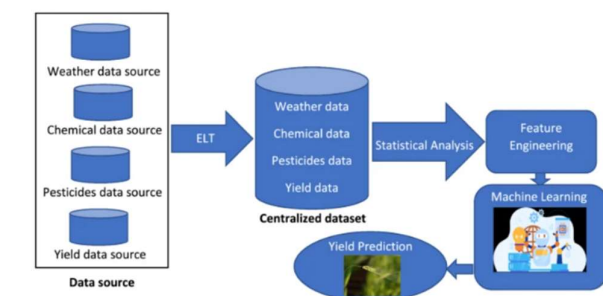 Weather data source
Chemical data source
Pesticides data source
Yield data source
Data source
ELT
Weather data
Chemical data
Pesticides data
Yield data
Centralized dataset
Statistical Analysis
Feature
Engineering
Machine Learning
Yield Prediction